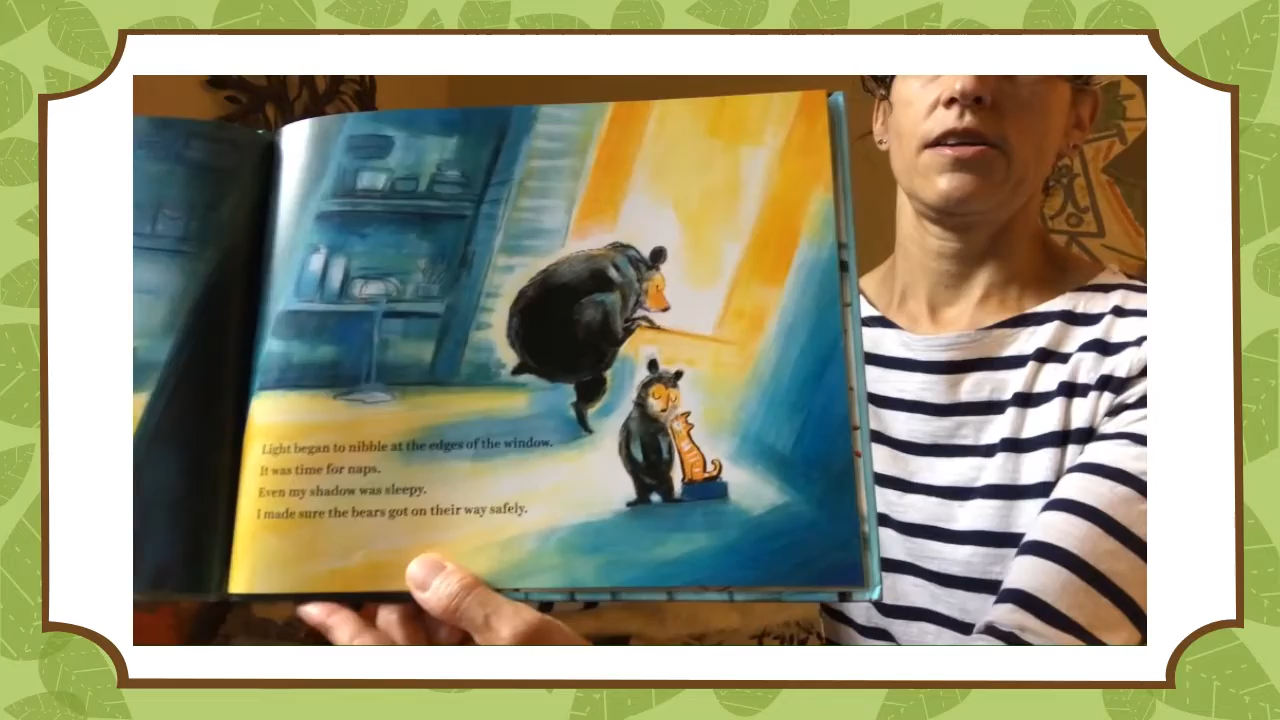 Light began to nibble at the edges of the window.
It was time for naps.
Even my shadow was sleepy.
I made sure the bears got on their way safely.